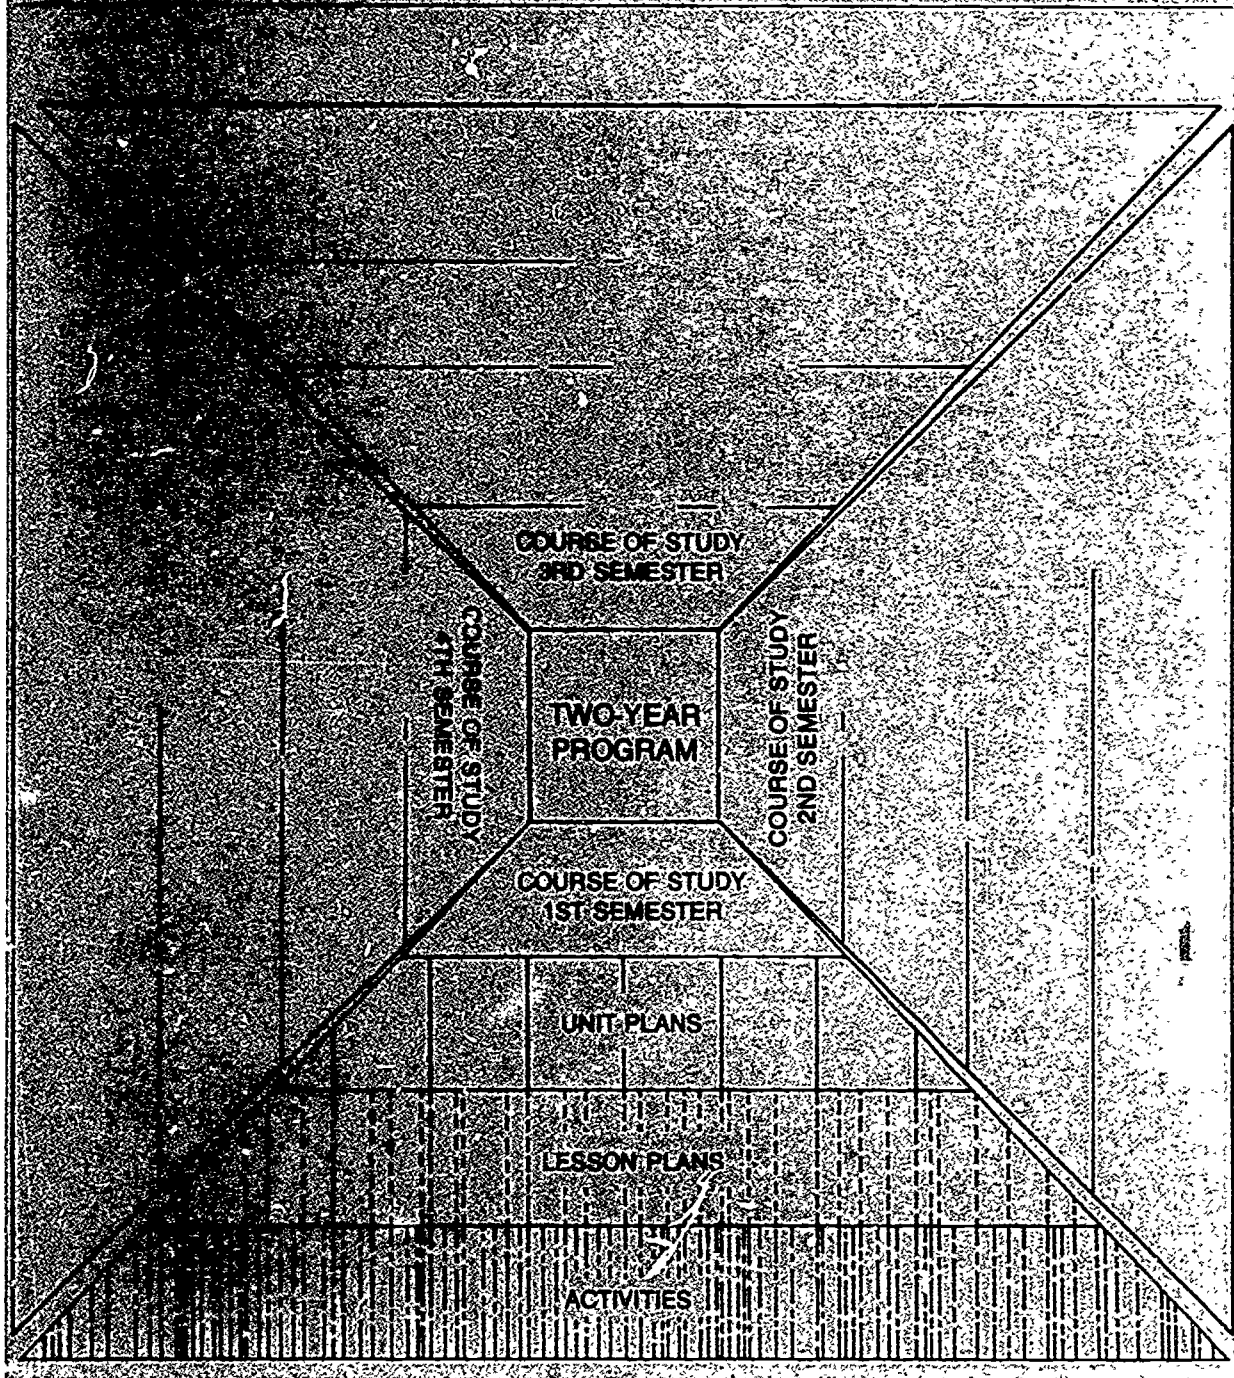 COURSE OF STUDY
3RD SEMESTER
COURSE OF STUDY
4TH SEMESTER
TWO-YEAR
PROGRAM
COURSE OF STUDY
2ND SEMESTER
COURSE OF STUDY
1ST SEMESTER
UNIT PLANS
LESSON PLANS
ACTIVITIES